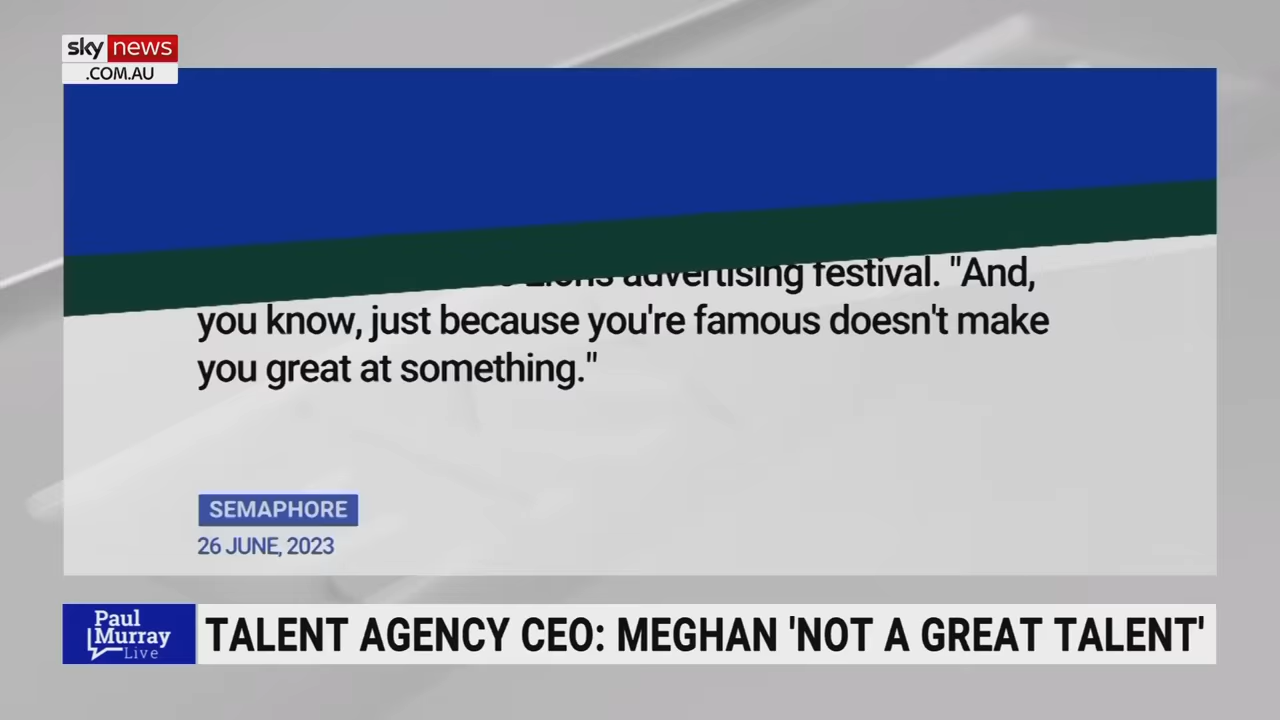 sky news
.COM.AU
advertising festival. "And,
you know, just because you're famous doesn't make
you great at something."
SEMAPHORE
26 JUNE, 2023
Paul
Murray
Live
TALENT AGENCY CEO: MEGHAN 'NOT A GREAT TALENT'